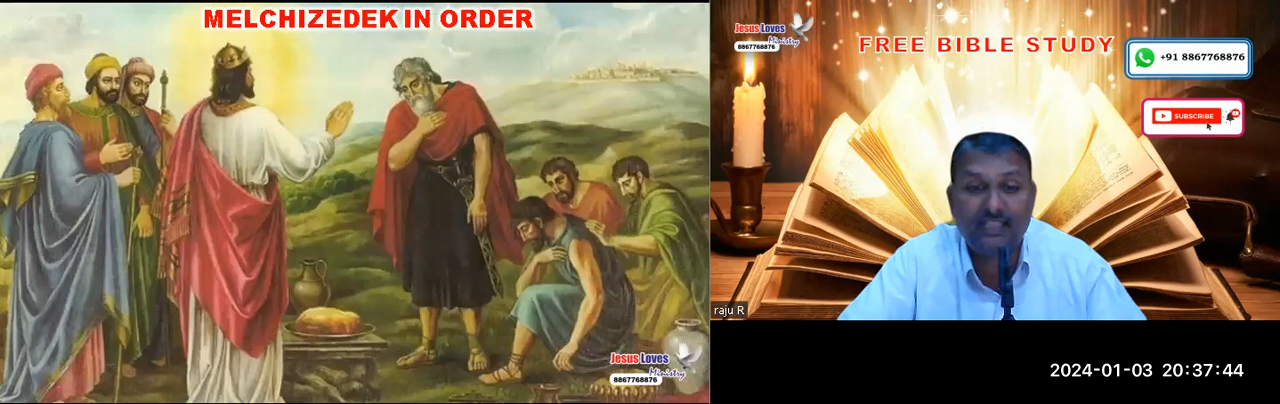 MELCHIZEDEK IN ORDER
Jesus Loves
Ministry
8867768876
Jesus Loves
Ministry
8867768876
FREE BIBLE STUDY
+91 8867768876
SUBSCRIBE
raju R
2024-01-03 20:37:44